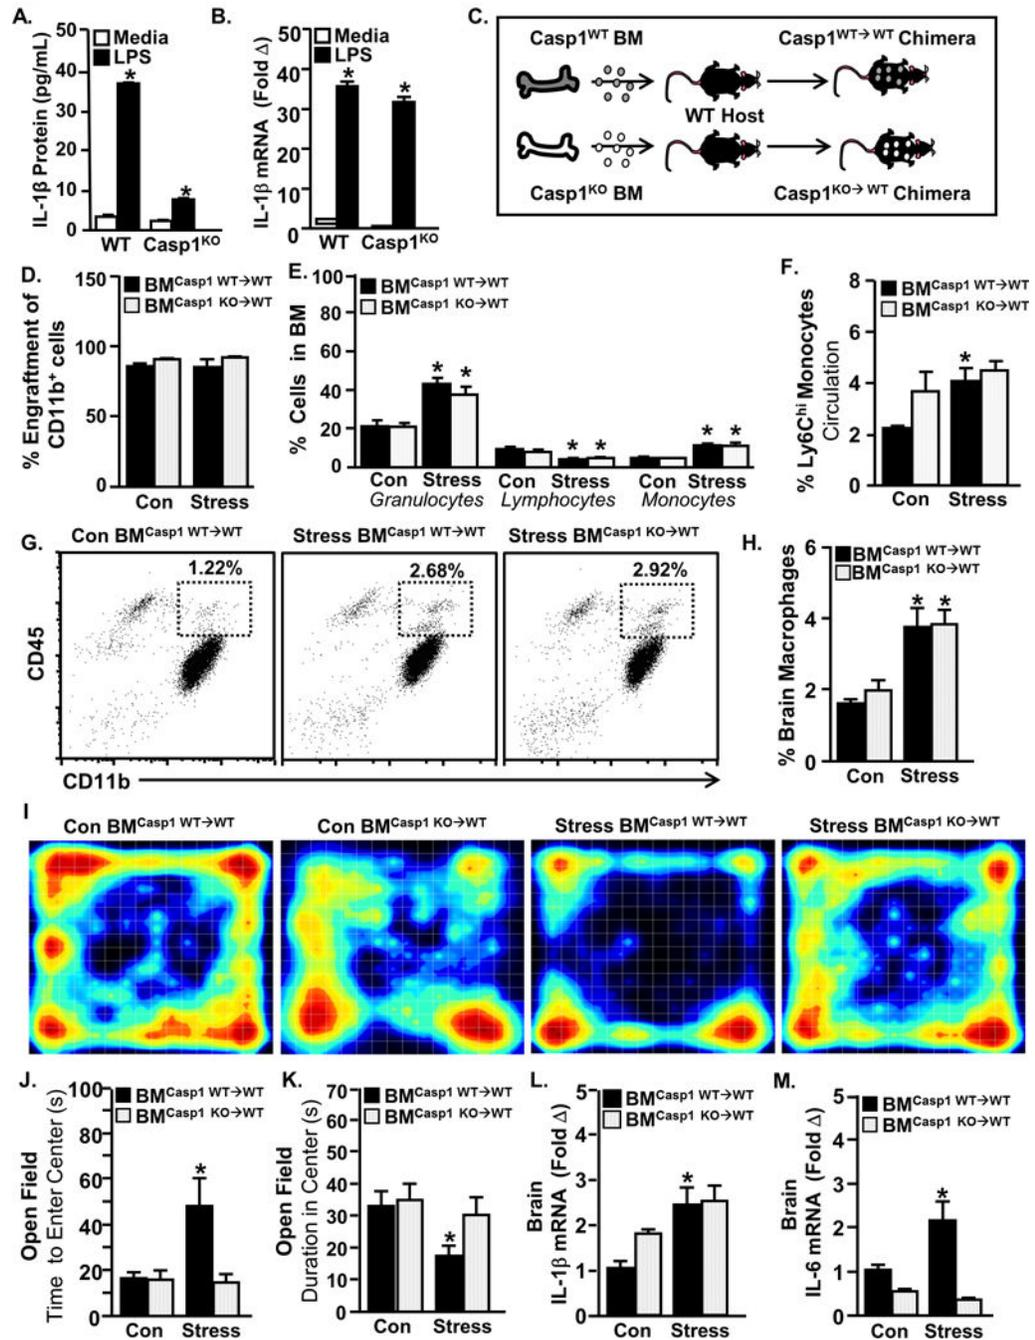 A.
IL-1β Protein (pg/mL)
50
40
30
20
10
0
Media
LPS
*
*
WT Casp1KO
B.
IL-1β mRNA (Fold Δ)
50
40
30
20
10
0
Media
LPS
*
*
WT Casp1KO
C.
Casp1WT BM Casp1WT→WT Chimera
WT Host
Casp1KO BM Casp1KO→WT Chimera
D.
% Engraftment of
CD11b+ cells
150
100
50
0
BMCasp1 WT→WT
BMCasp1 KO→WT
Con Stress
E.
% Cells in BM
100
80
60
40
20
0
BMCasp1 WT→WT
BMCasp1 KO→WT
* *
* *
* *
Con Stress Con Stress Con Stress
Granulocytes Lymphocytes Monocytes
F.
% Ly6Chi Monocytes
Circulation
8
6
4
2
0
BMCasp1 WT→WT
BMCasp1 KO→WT
*
Con Stress
G.
Con BMCasp1 WT→WT Stress BMCasp1 WT→WT Stress BMCasp1 KO→WT
1.22% 2.68% 2.92%
CD45
CD11b
H.
% Brain Macrophages
6
4
2
0
BMCasp1 WT→WT
BMCasp1 KO→WT
* *
Con Stress
I
Con BMCasp1 WT→WT Con BMCasp1 KO→WT Stress BMCasp1 WT→WT Stress BMCasp1 KO→WT
J.
Open Field
Time to Enter Center (s)
100
80
60
40
20
0
BMCasp1 WT→WT
BMCasp1 KO→WT
*
Con Stress
K.
Open Field
Duration in Center (s)
70
60
50
40
30
20
10
0
BMCasp1 WT→WT
BMCasp1 KO→WT
*
Con Stress
L.
Brain
IL-1β mRNA (Fold Δ)
5
4
3
2
1
0
BMCasp1 WT→WT
BMCasp1 KO→WT
*
Con Stress
M.
Brain
IL-6 mRNA (Fold Δ)
5
4
3
2
1
0
BMCasp1 WT→WT
BMCasp1 KO→WT
*
Con Stress